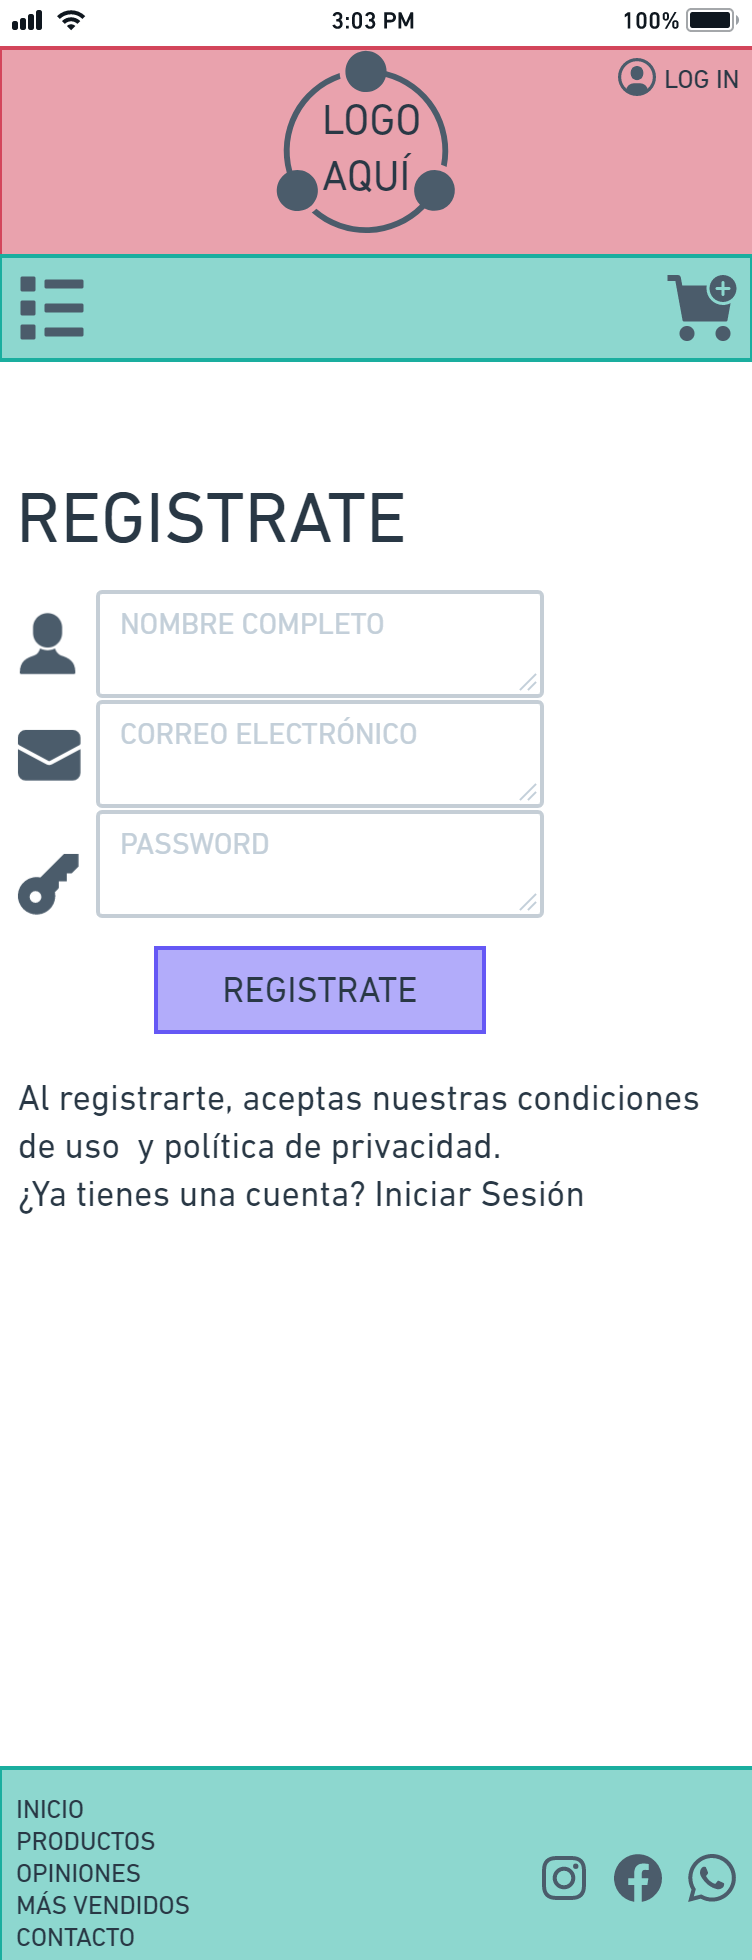 3:03 PM
100%
LOG IN
LOGO
AQUÍ
REGISTRATE
NOMBRE COMPLETO
CORREO ELECTRÓNICO
PASSWORD
REGISTRATE
Al registrarte, aceptas nuestras condiciones
de uso  y política de privacidad.
¿Ya tienes una cuenta? Iniciar Sesión
INICIO
PRODUCTOS
OPINIONES
MÁS VENDIDOS
CONTACTO